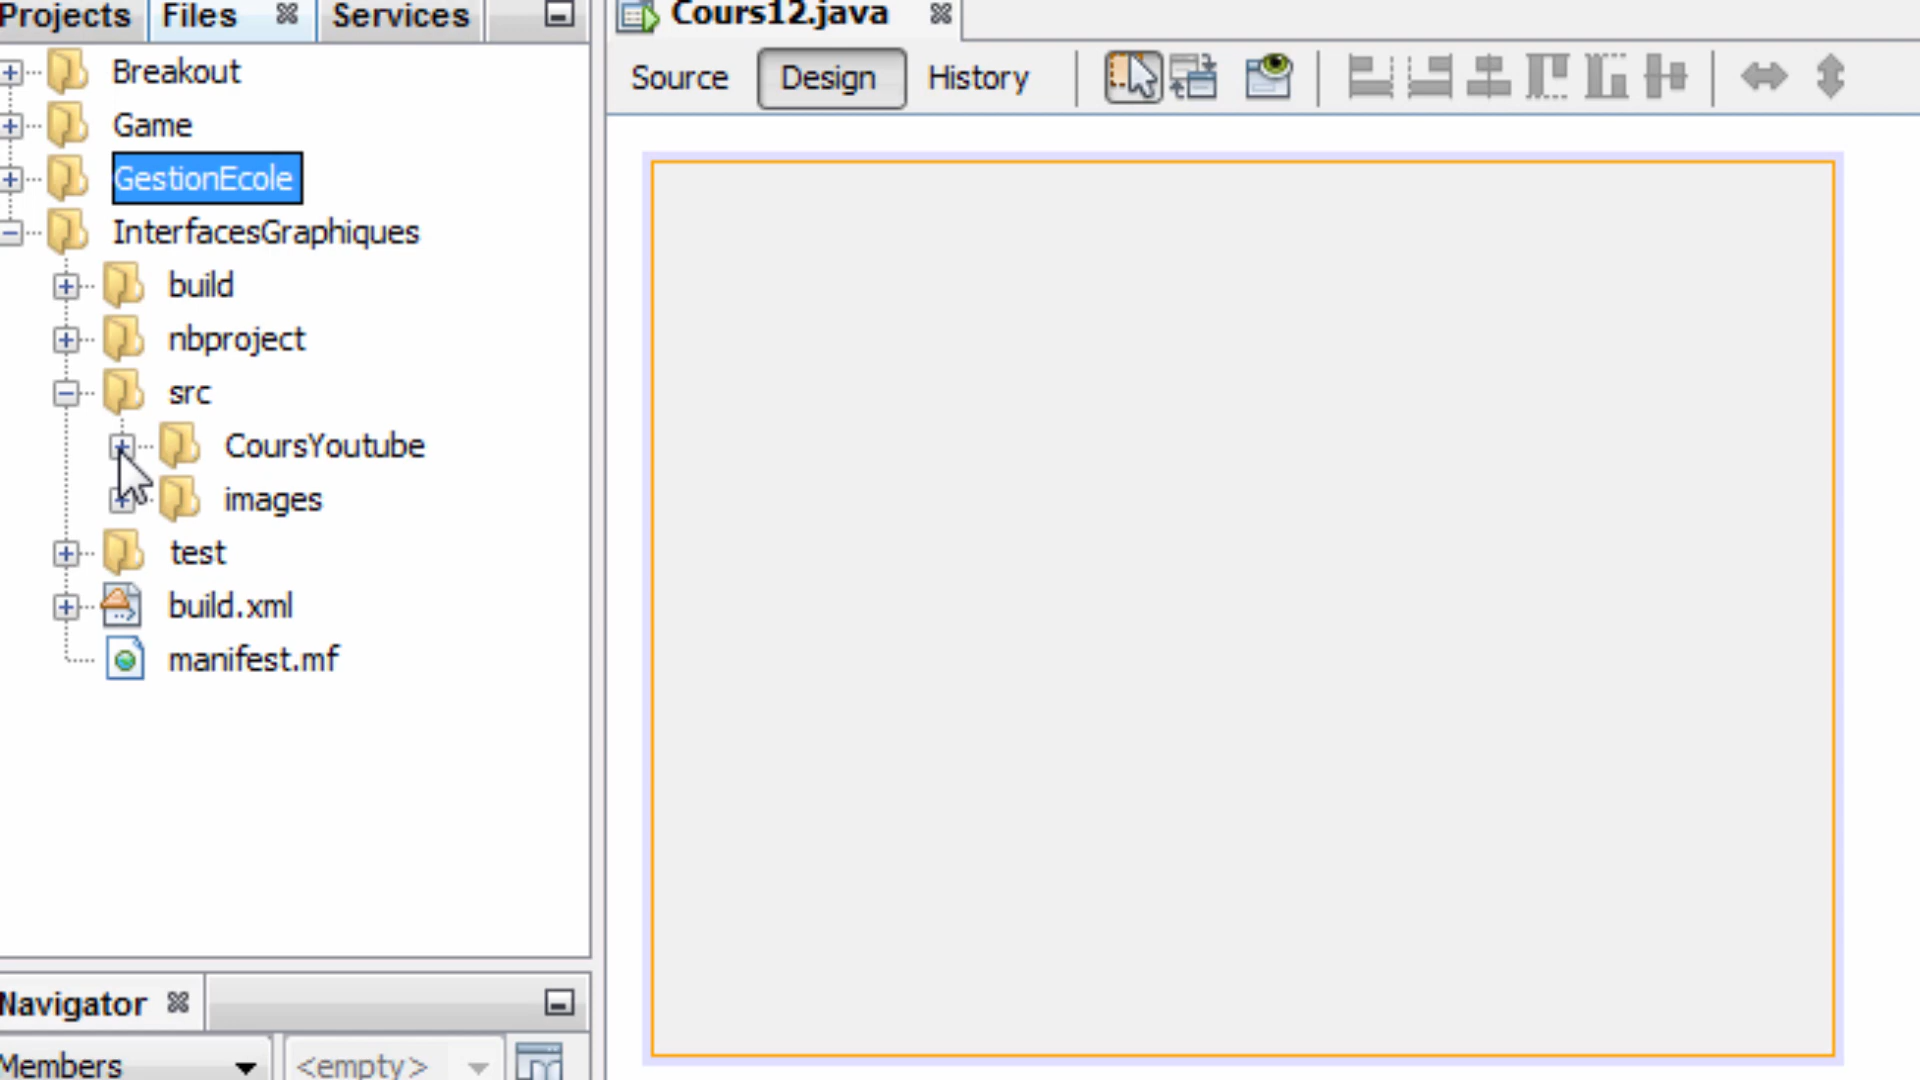 Projects Files Services
Cours12.java
Source Design History
Breakout
Game
GestionEcole
InterfacesGraphiques
build
nbproject
src
CoursYoutube
images
test
build.xml
manifest.mf
Navigator
Members <empty>